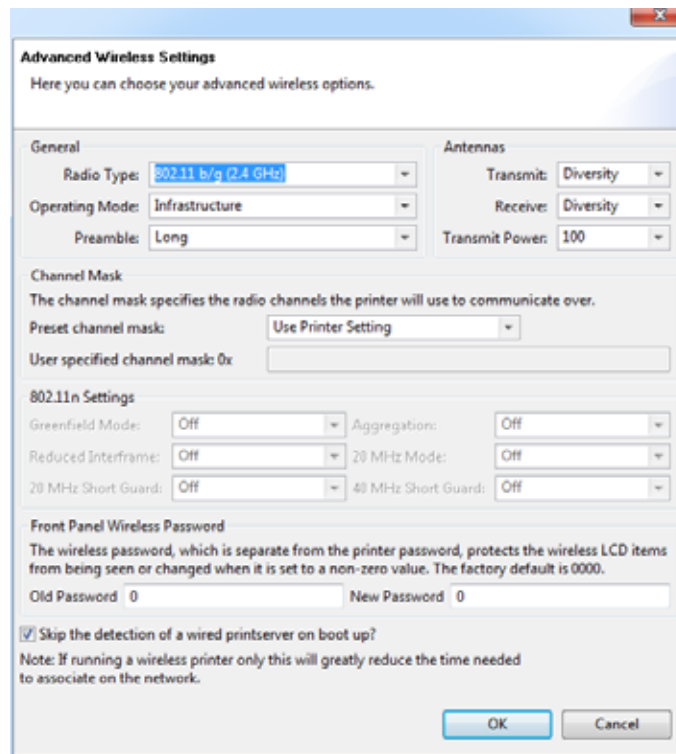 Advanced Wireless Settings
Here you can choose your advanced wireless options.
General
Radio Type: 802.11 b/g (2.4 GHz)
Operating Mode: Infrastructure
Preamble: Long
Antennas
Transmit: Diversity
Receive: Diversity
Transmit Power: 100
Channel Mask
The channel mask specifies the radio channels the printer will use to communicate over.
Preset channel mask: Use Printer Setting
User specified channel mask: 0x
802.11n Settings
Greenfield Mode: Off Aggregation: Off
Reduced Interframe: Off 20 MHz Mode: Off
20 MHz Short Guard: Off 40 MHz Short Guard: Off
Front Panel Wireless Password
The wireless password, which is separate from the printer password, protects the wireless LCD items
from being seen or changed when it is set to a non-zero value. The factory default is 0000.
Old Password 0 New Password 0
Skip the detection of a wired printserver on boot up?
Note: If running a wireless printer only this will greatly reduce the time needed
to associate on the network.
OK Cancel